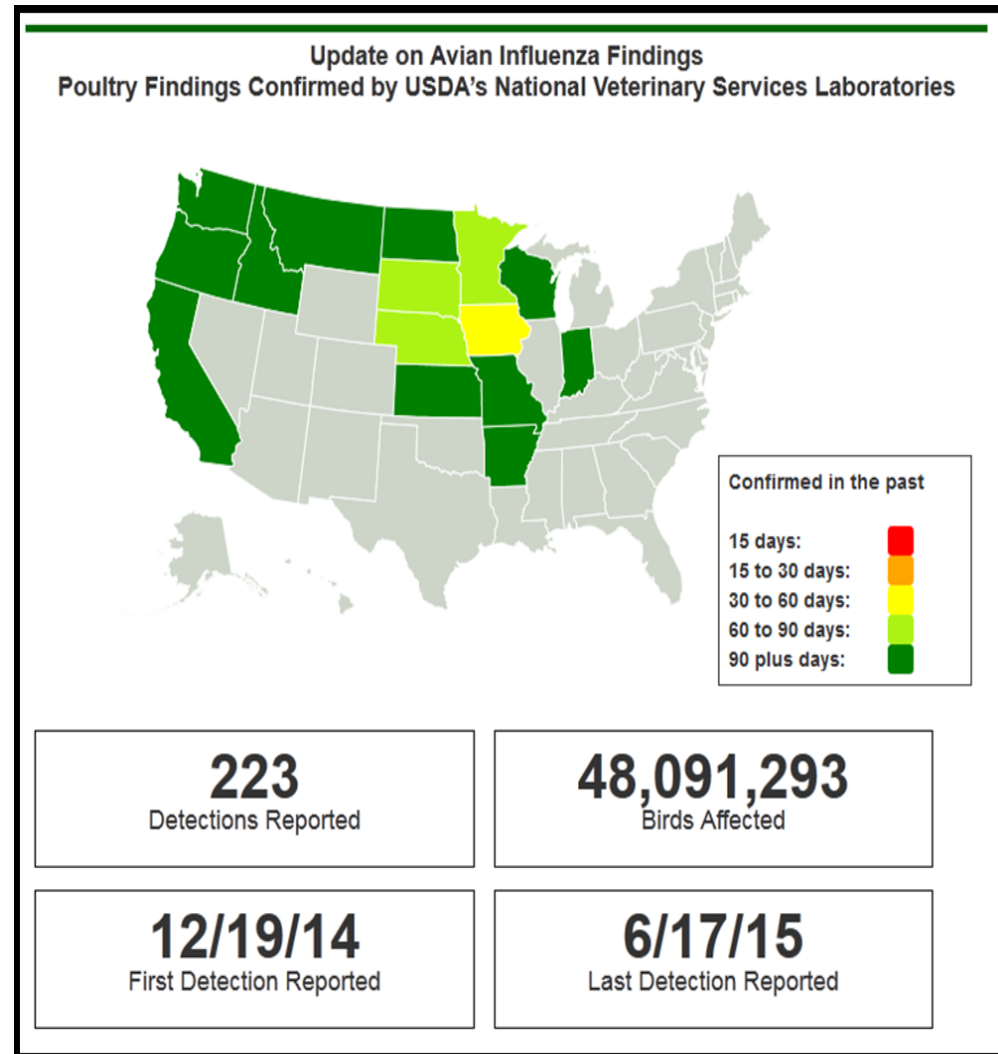 Update on Avian Influenza Findings
Poultry Findings Confirmed by USDA's National Veterinary Services Laboratories
Confirmed in the past
15 days:
15 to 30 days:
30 to 60 days:
60 to 90 days:
90 plus days:
223
Detections Reported
48,091,293
Birds Affected
12/19/14
First Detection Reported
6/17/15
Last Detection Reported